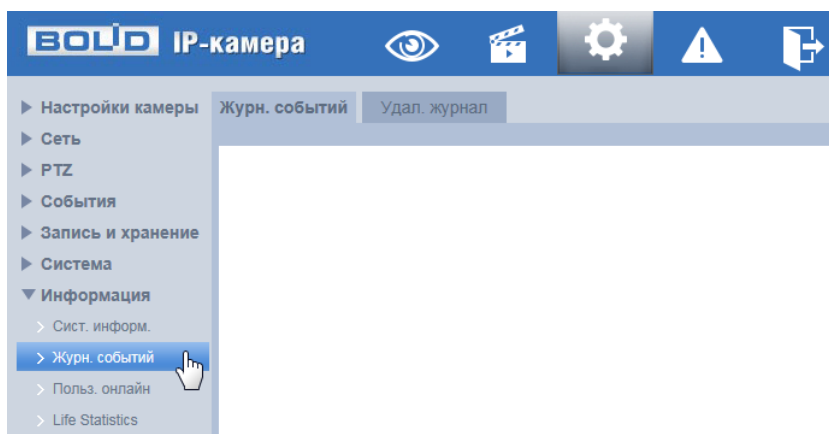 BOLID IP-камера
Настройки камеры
Сеть
PTZ
События
Запись и хранение
Система
Информация
Сист. информ.
Журн. событий
Польз. онлайн
Life Statistics
Журн. событий Удал. журнал